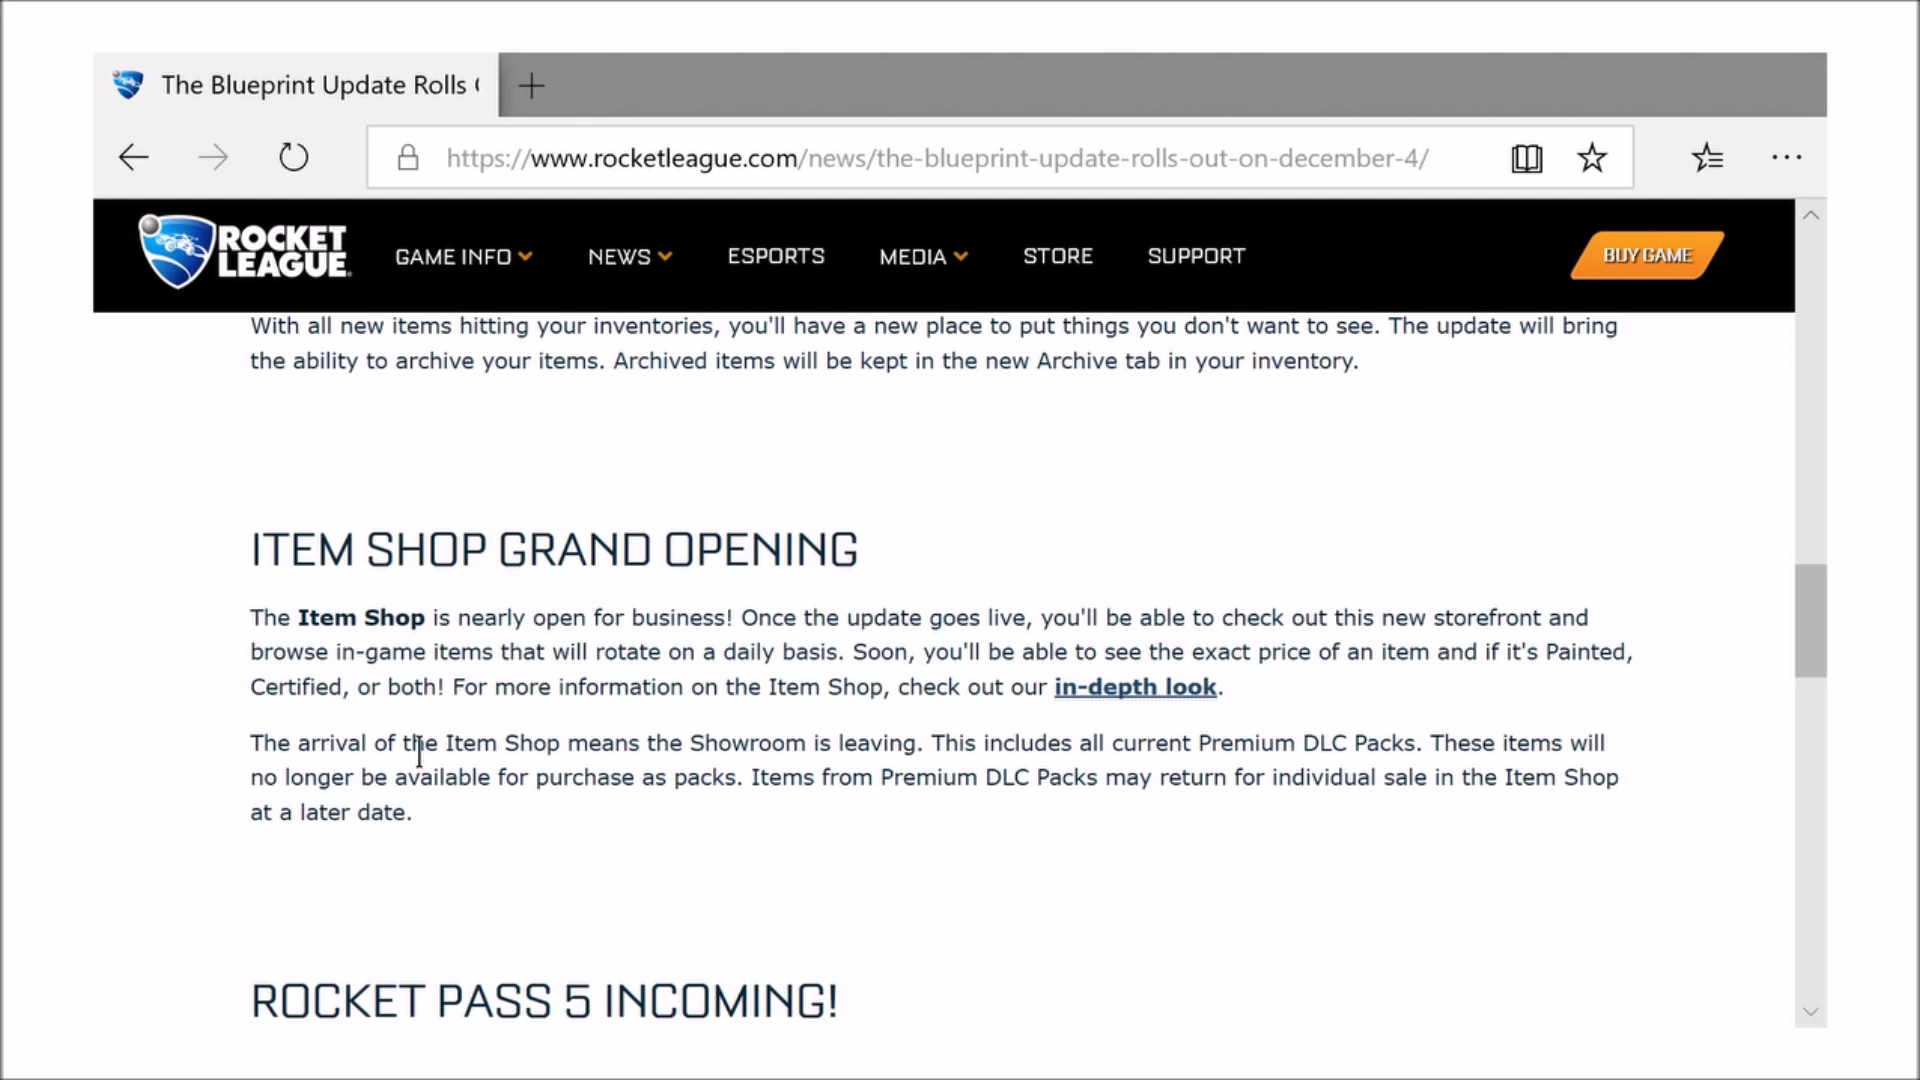 The Blueprint Update Rolls
https://www.rocketleague.com/news/the-blueprint-update-rolls-out-on-december-4/
ROCKET
LEAGUE
GAME INFO NEWS ESPORTS MEDIA STORE SUPPORT BUY GAME
With all new items hitting your inventories, you'll have a new place to put things you don't want to see. The update will bring
the ability to archive your items. Archived items will be kept in the new Archive tab in your inventory.
ITEM SHOP GRAND OPENING
The Item Shop is nearly open for business! Once the update goes live, you'll be able to check out this new storefront and
browse in-game items that will rotate on a daily basis. Soon, you'll be able to see the exact price of an item and if it's Painted,
Certified, or both! For more information on the Item Shop, check out our in-depth look.
The arrival of the Item Shop means the Showroom is leaving. This includes all current Premium DLC Packs. These items will
no longer be available for purchase as packs. Items from Premium DLC Packs may return for individual sale in the Item Shop
at a later date.
ROCKET PASS 5 INCOMING!